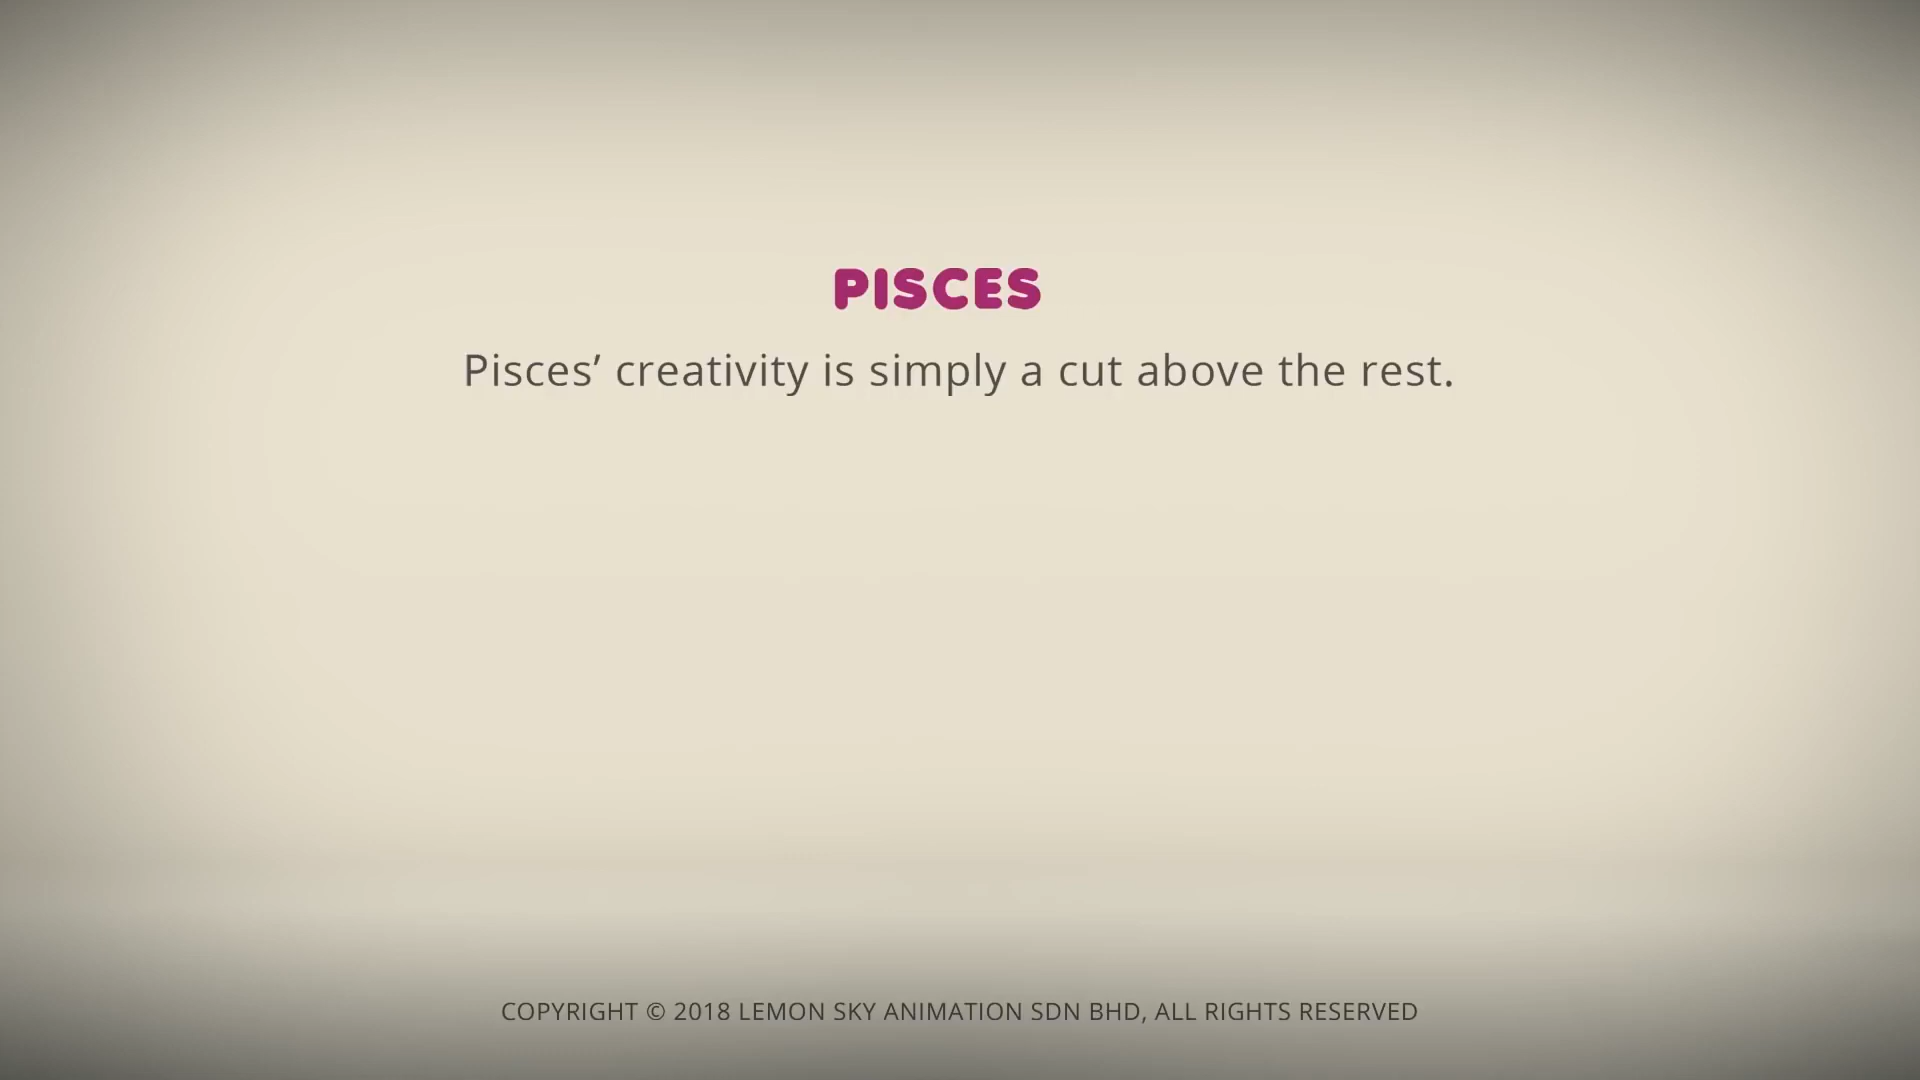 PISCES
Pisces’ creativity is simply a cut above the rest.
COPYRIGHT © 2018 LEMON SKY ANIMATION SDN BHD, ALL RIGHTS RESERVED